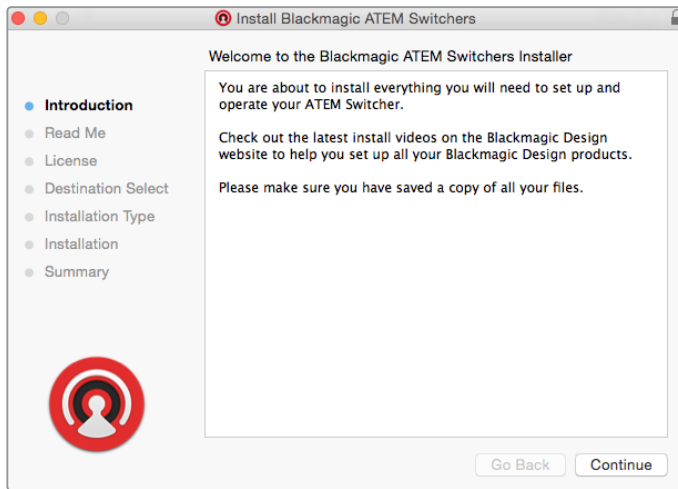 Install Blackmagic ATEM Switchers
Welcome to the Blackmagic ATEM Switchers Installer
Introduction
Read Me
License
Destination Select
Installation Type
Installation
Summary
You are about to install everything you will need to set up and
operate your ATEM Switcher.
Check out the latest install videos on the Blackmagic Design
website to help you set up all your Blackmagic Design products.
Please make sure you have saved a copy of all your files.
Go Back
Continue